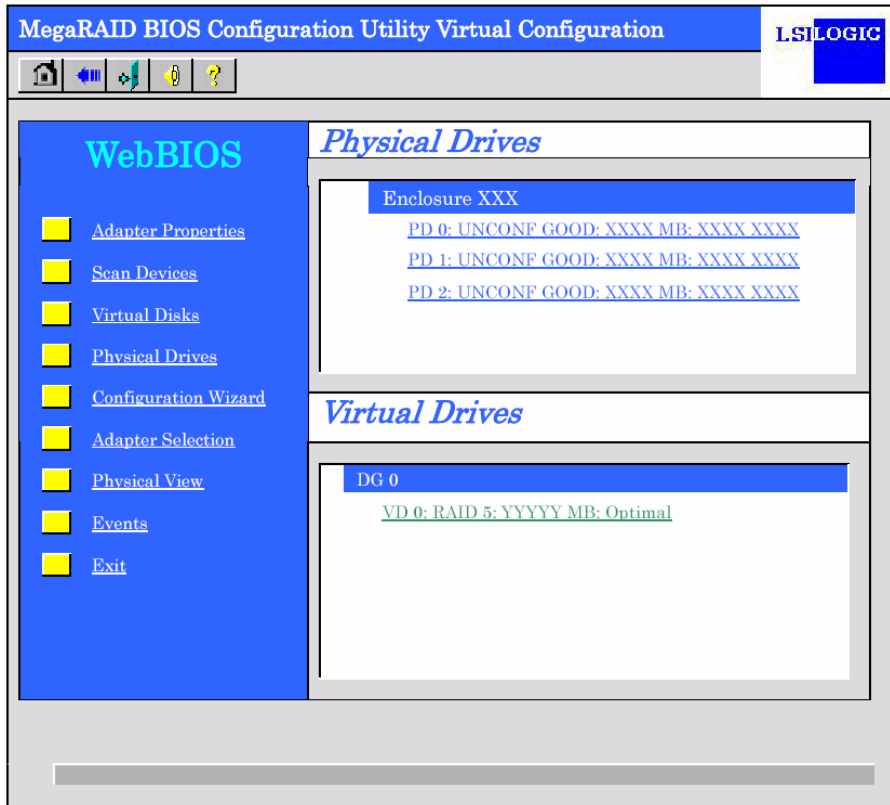 MegaRAID BIOS Configuration Utility Virtual Configuration
LSILOGIC
?
WebBIOS
Adapter Properties
Scan Devices
Virtual Disks
Physical Drives
Configuration Wizard
Adapter Selection
Physical View
Events
Exit
Physical Drives
Enclosure XXX
PD 0: UNCONF GOOD: XXXX MB: XXXX XXXX
PD 1: UNCONF GOOD: XXXX MB: XXXX XXXX
PD 2: UNCONF GOOD: XXXX MB: XXXX XXXX
Virtual Drives
DG 0
VD 0: RAID 5: YYYYY MB: Optimal